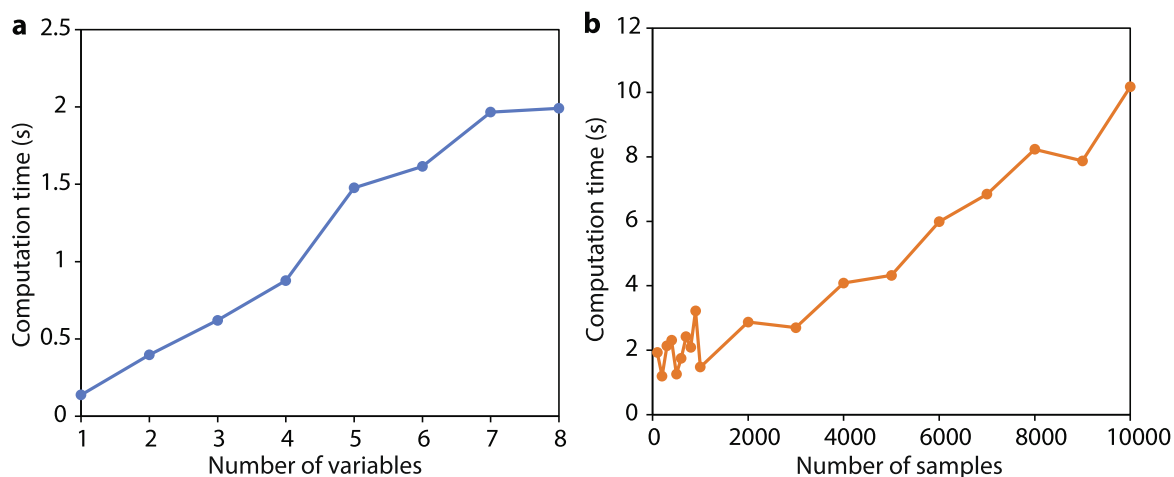 a
2.5
2
1.5
1
0.5
0
Computation time (s)
1 2 3 4 5 6 7 8
Number of variables
b
12
10
8
6
4
2
0
Computation time (s)
0 2000 4000 6000 8000 10000
Number of samples